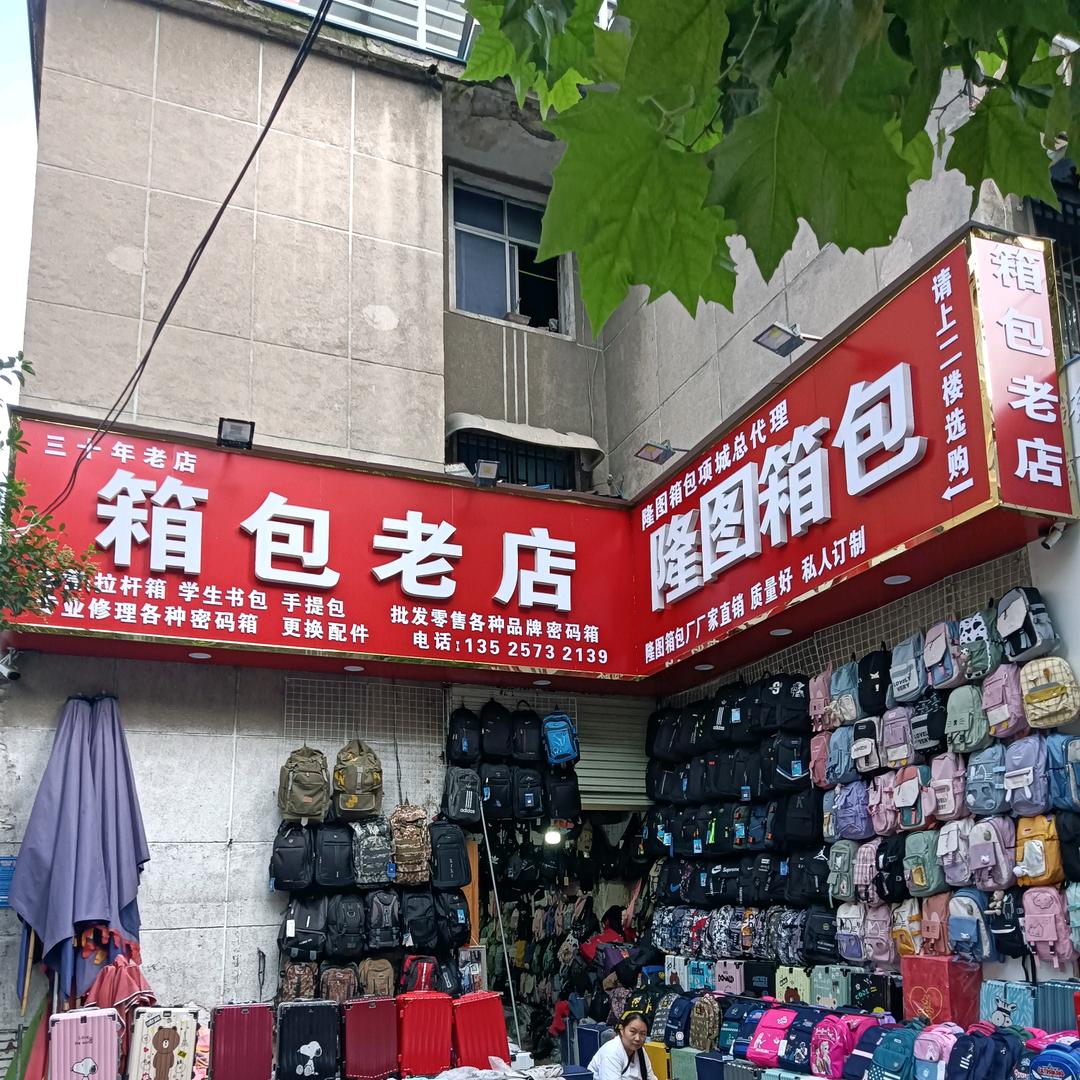 三十年老店
箱包老店
拉杆箱 学生书包 手提包
业修理各种密码箱 更换配件
批发零售各种品牌密码箱
电话:135 2573 2139
隆图箱包项城总代理
隆图箱包
隆图箱包厂厂家直销 质量好 私人订制
请上二楼选购
箱包老店
adidas
Supreme
LOVELY